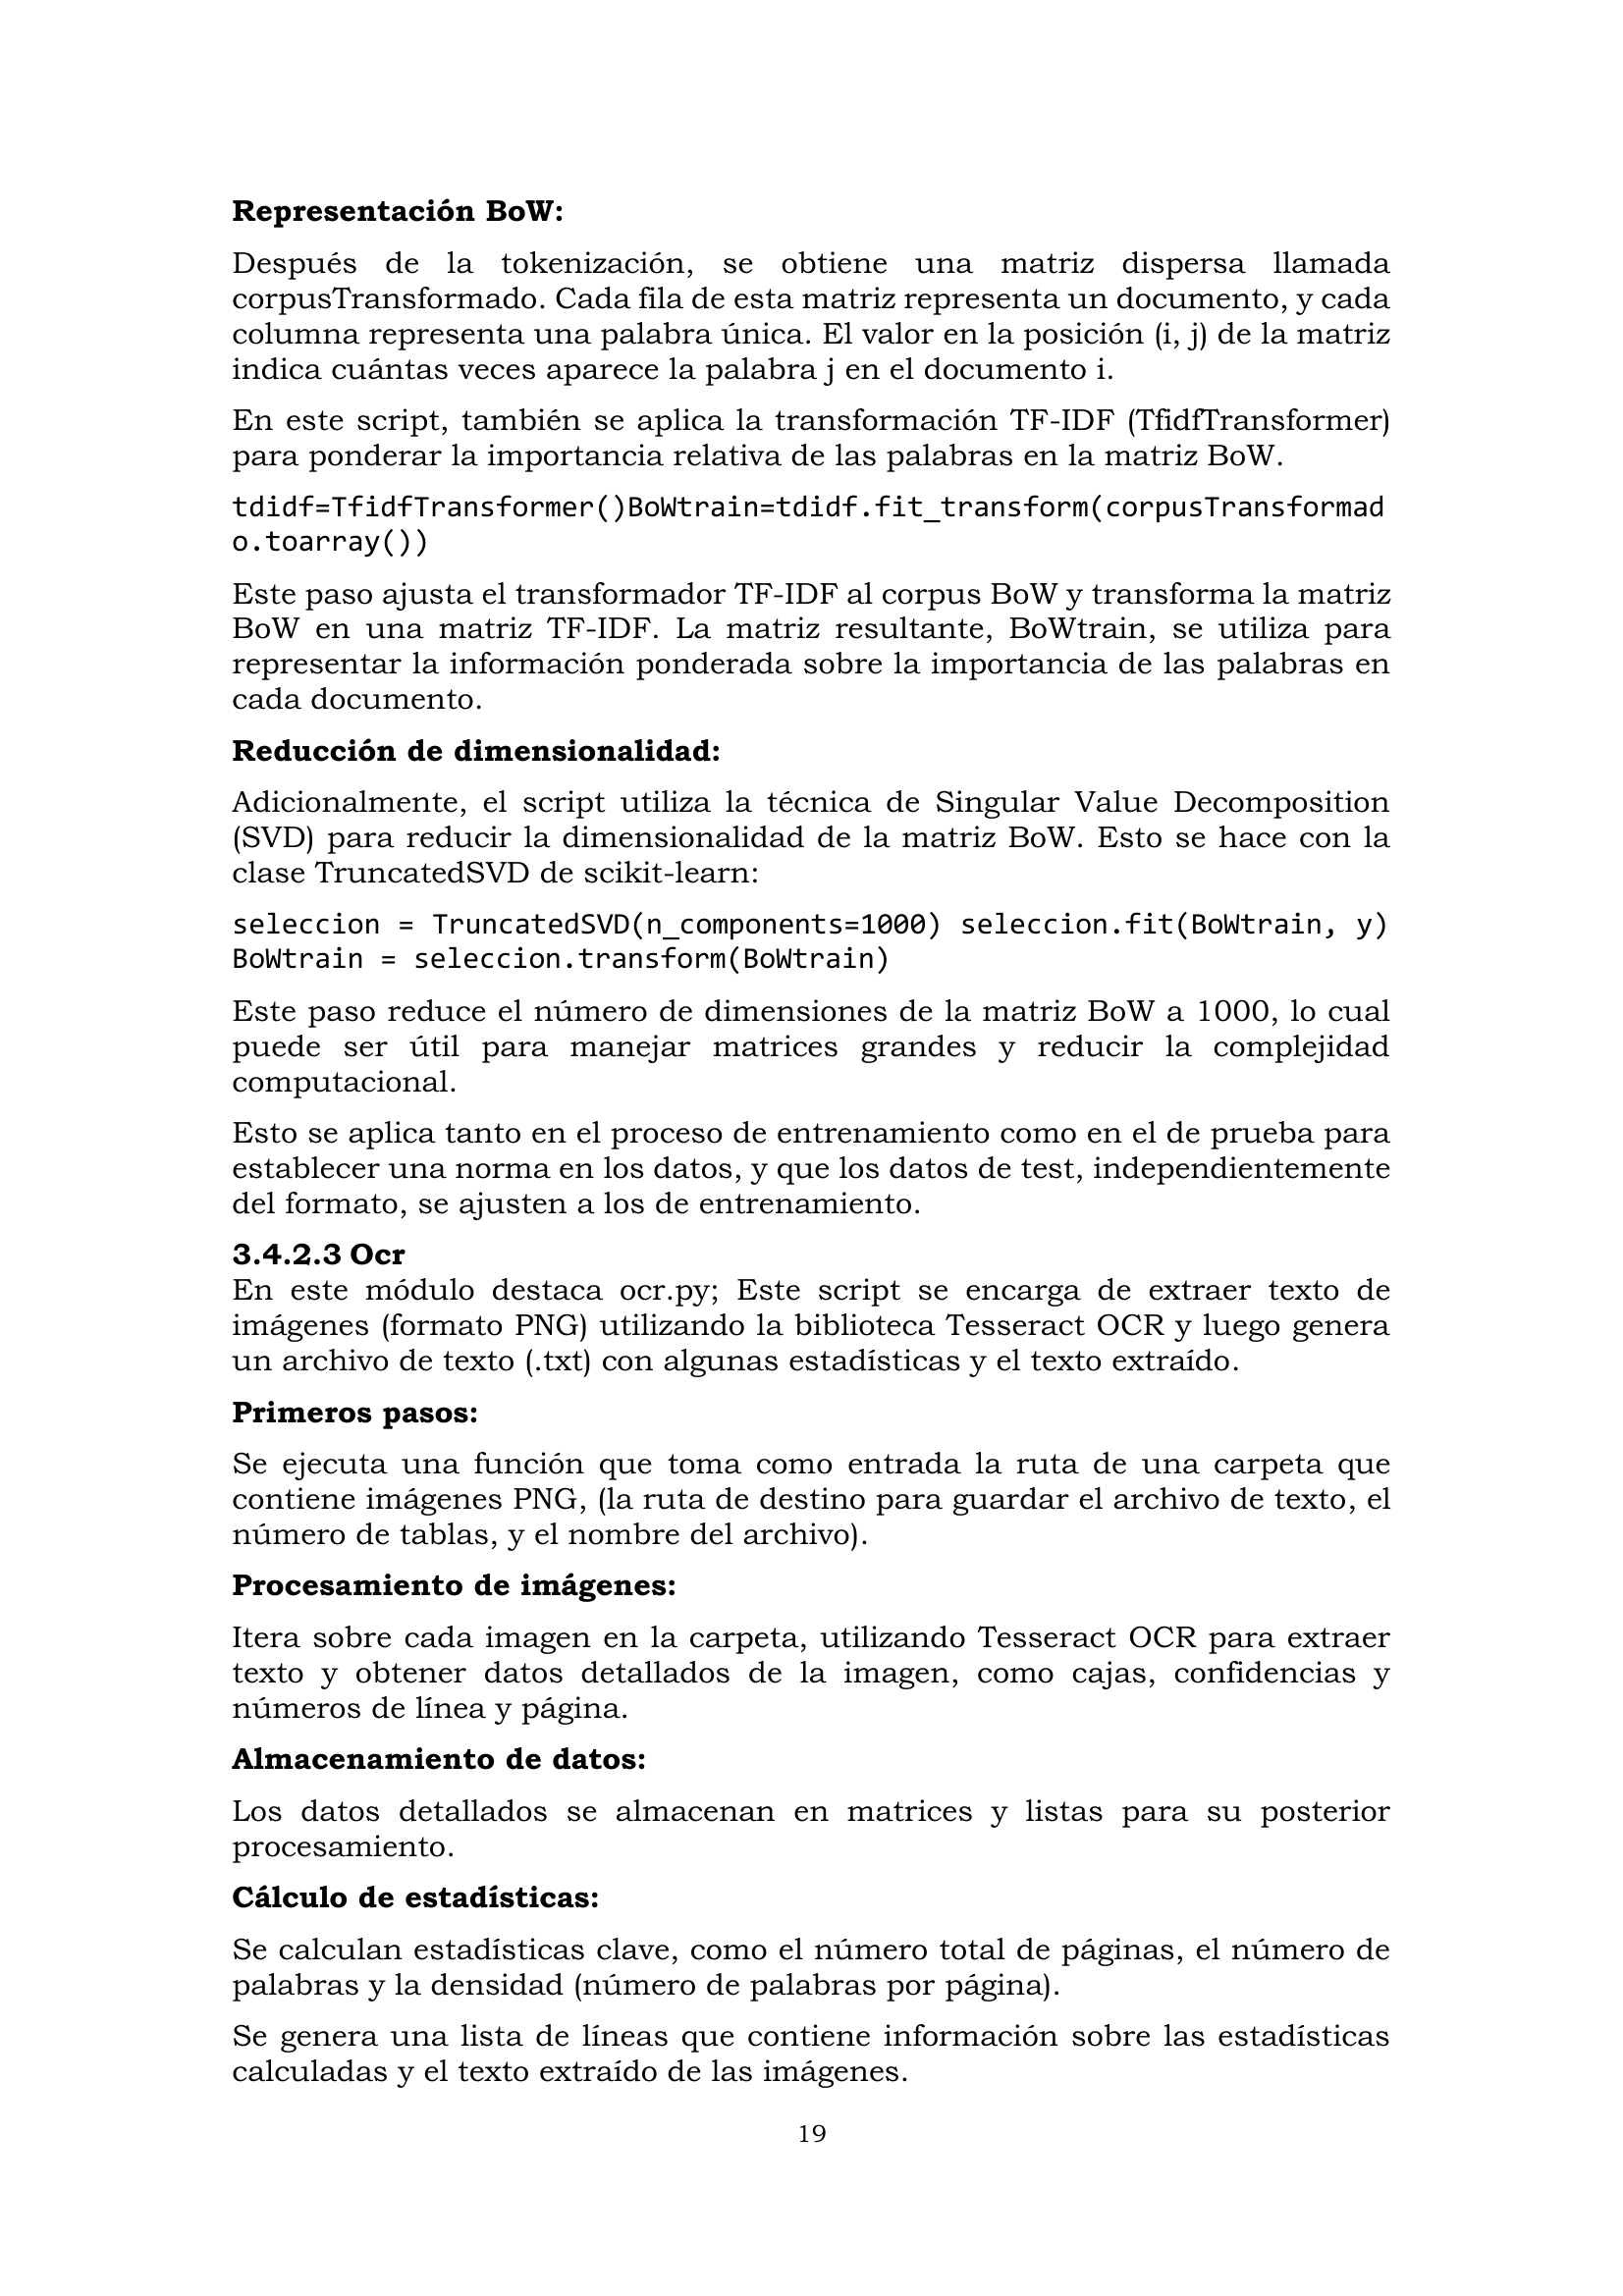 Representación BoW:
Después de la tokenización, se obtiene una matriz dispersa llamada
corpusTransformado. Cada fila de esta matriz representa un documento, y cada
columna representa una palabra única. El valor en la posición (i, j) de la matriz
indica cuántas veces aparece la palabra j en el documento i.
En este script, también se aplica la transformación TF-IDF (TfidfTransformer)
para ponderar la importancia relativa de las palabras en la matriz BoW.
tdidf=TfidfTransformer()BoWtrain=tdidf.fit_transform(corpusTransformad
o.toarray())
Este paso ajusta el transformador TF-IDF al corpus BoW y transforma la matriz
BoW en una matriz TF-IDF. La matriz resultante, BoWtrain, se utiliza para
representar la información ponderada sobre la importancia de las palabras en
cada documento.
Reducción de dimensionalidad:
Adicionalmente, el script utiliza la técnica de Singular Value Decomposition
(SVD) para reducir la dimensionalidad de la matriz BoW. Esto se hace con la
clase TruncatedSVD de scikit-learn:
seleccion = TruncatedSVD(n_components=1000) seleccion.fit(BoWtrain, y)
BoWtrain = seleccion.transform(BoWtrain)
Este paso reduce el número de dimensiones de la matriz BoW a 1000, lo cual
puede ser útil para manejar matrices grandes y reducir la complejidad
computacional.
Esto se aplica tanto en el proceso de entrenamiento como en el de prueba para
establecer una norma en los datos, y que los datos de test, independientemente
del formato, se ajusten a los de entrenamiento.
3.4.2.3 Ocr
En este módulo destaca ocr.py; Este script se encarga de extraer texto de
imágenes (formato PNG) utilizando la biblioteca Tesseract OCR y luego genera
un archivo de texto (.txt) con algunas estadísticas y el texto extraído.
Primeros pasos:
Se ejecuta una función que toma como entrada la ruta de una carpeta que
contiene imágenes PNG, (la ruta de destino para guardar el archivo de texto, el
número de tablas, y el nombre del archivo).
Procesamiento de imágenes:
Itera sobre cada imagen en la carpeta, utilizando Tesseract OCR para extraer
texto y obtener datos detallados de la imagen, como cajas, confidencias y
números de línea y página.
Almacenamiento de datos:
Los datos detallados se almacenan en matrices y listas para su posterior
procesamiento.
Cálculo de estadísticas:
Se calculan estadísticas clave, como el número total de páginas, el número de
palabras y la densidad (número de palabras por página).
Se genera una lista de líneas que contiene información sobre las estadísticas
calculadas y el texto extraído de las imágenes.
19